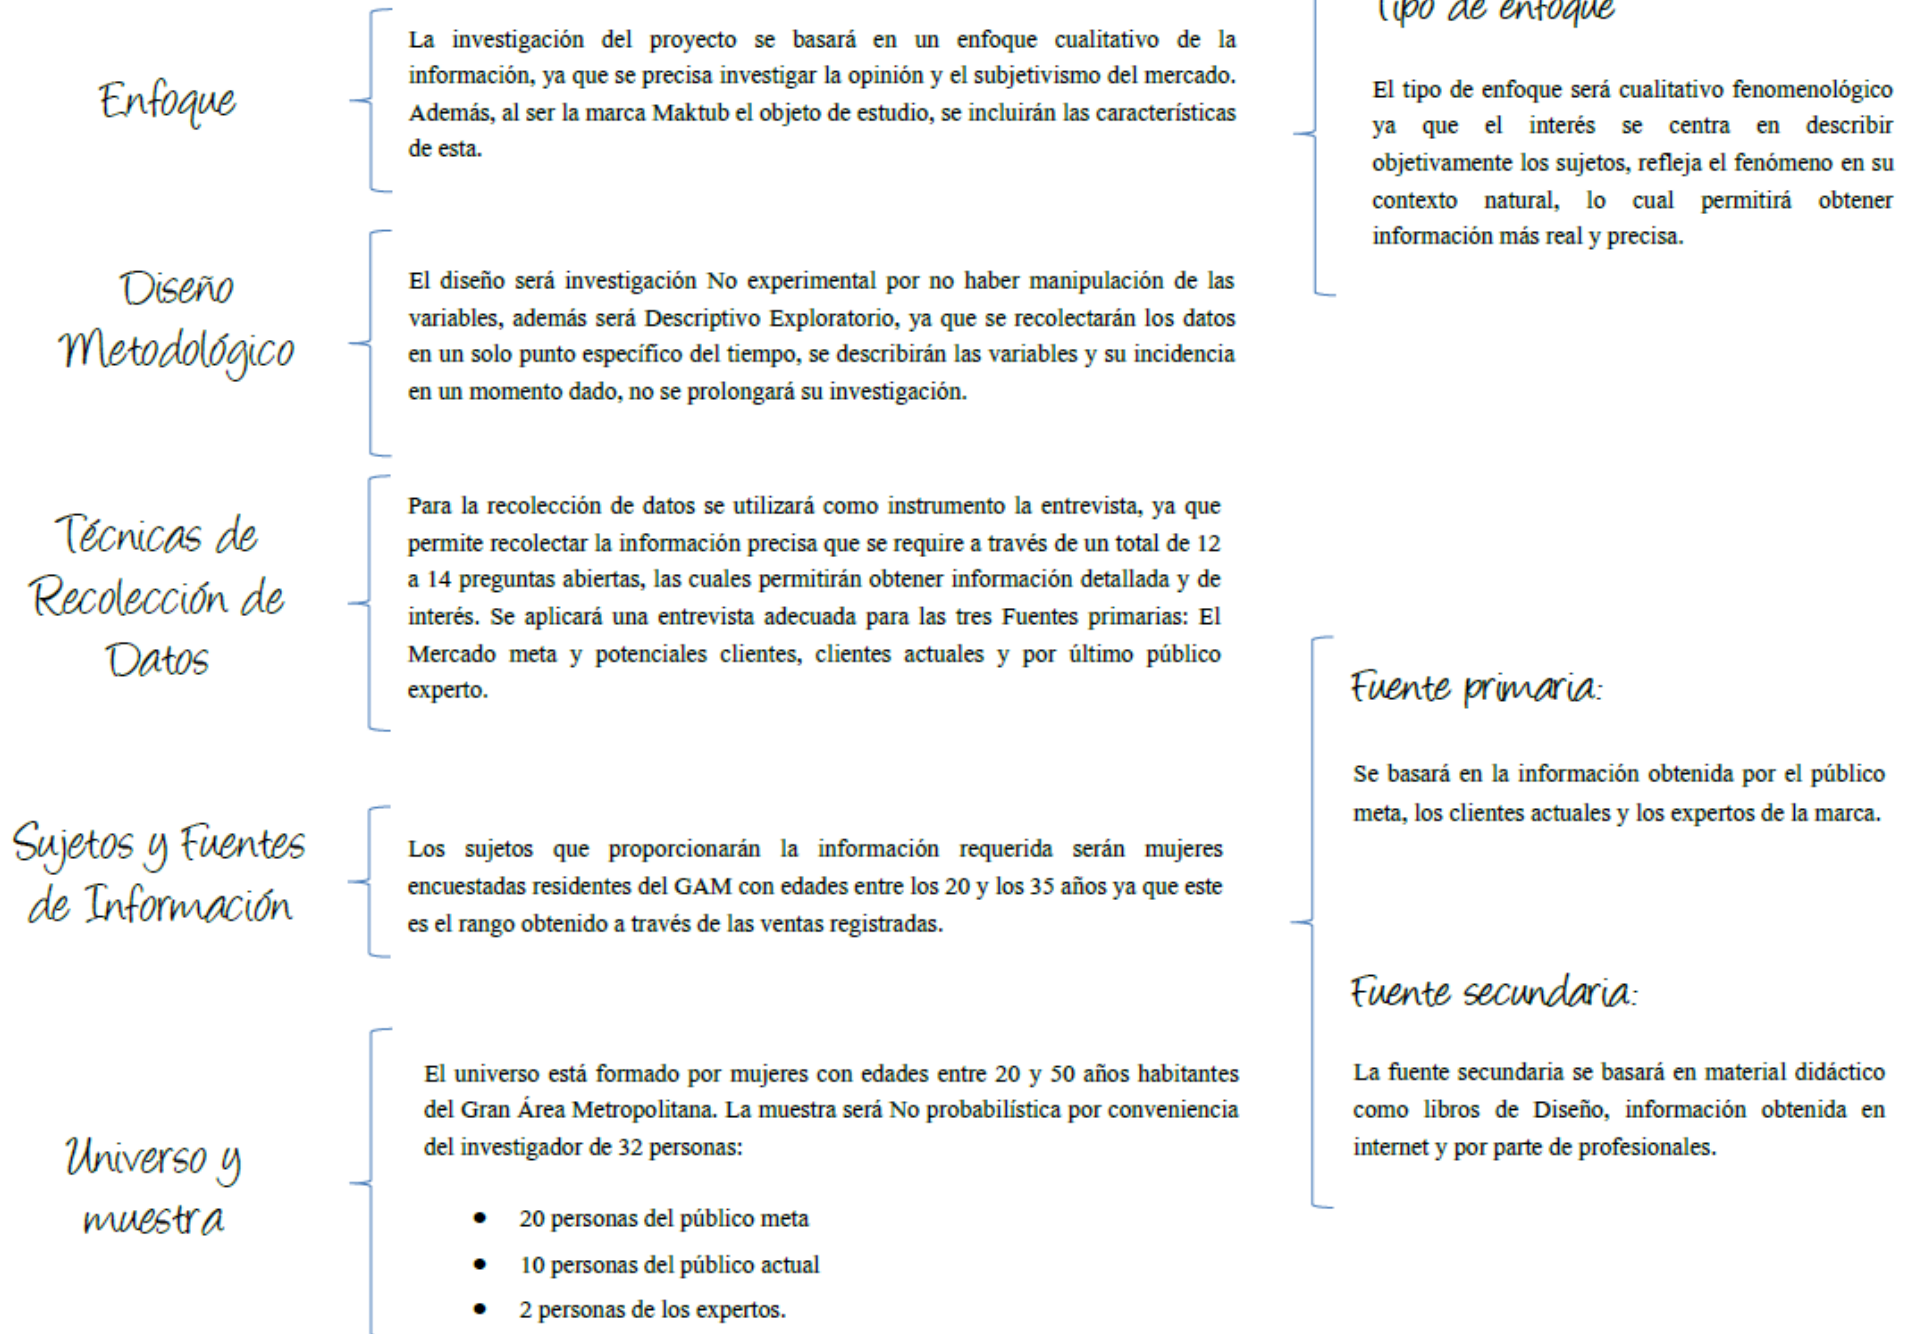 Enfoque
La investigación del proyecto se basará en un enfoque cualitativo de la
información, ya que se precisa investigar la opinión y el subjetivismo del mercado.
Además, al ser la marca Maktub el objeto de estudio, se incluirán las características
de esta.
Tipo de enfoque
El tipo de enfoque será cualitativo fenomenológico
ya que el interés se centra en describir
objetivamente los sujetos, refleja el fenómeno en su
contexto natural, lo cual permitirá obtener
información más real y precisa.
Diseño
Metodológico
El diseño será investigación No experimental por no haber manipulación de las
variables, además será Descriptivo Exploratorio, ya que se recolectarán los datos
en un solo punto específico del tiempo, se describirán las variables y su incidencia
en un momento dado, no se prolongará su investigación.
Técnicas de
Recolección de
Datos
Para la recolección de datos se utilizará como instrumento la entrevista, ya que
permite recolectar la información precisa que se require a través de un total de 12
a 14 preguntas abiertas, las cuales permitirán obtener información detallada y de
interés. Se aplicará una entrevista adecuada para las tres Fuentes primarias: El
Mercado meta y potenciales clientes, clientes actuales y por último público
experto.
Sujetos y Fuentes
de Información
Los sujetos que proporcionarán la información requerida serán mujeres
encuestadas residentes del GAM con edades entre los 20 y los 35 años ya que este
es el rango obtenido a través de las ventas registradas.
Fuente primaria:
Se basará en la información obtenida por el público
meta, los clientes actuales y los expertos de la marca.
Fuente secundaria:
La fuente secundaria se basará en material didáctico
como libros de Diseño, información obtenida en
internet y por parte de profesionales.
Universo y
muestra
El universo está formado por mujeres con edades entre 20 y 50 años habitantes
del Gran Área Metropolitana. La muestra será No probabilística por conveniencia
del investigador de 32 personas:
● 20 personas del público meta
● 10 personas del público actual
● 2 personas de los expertos.